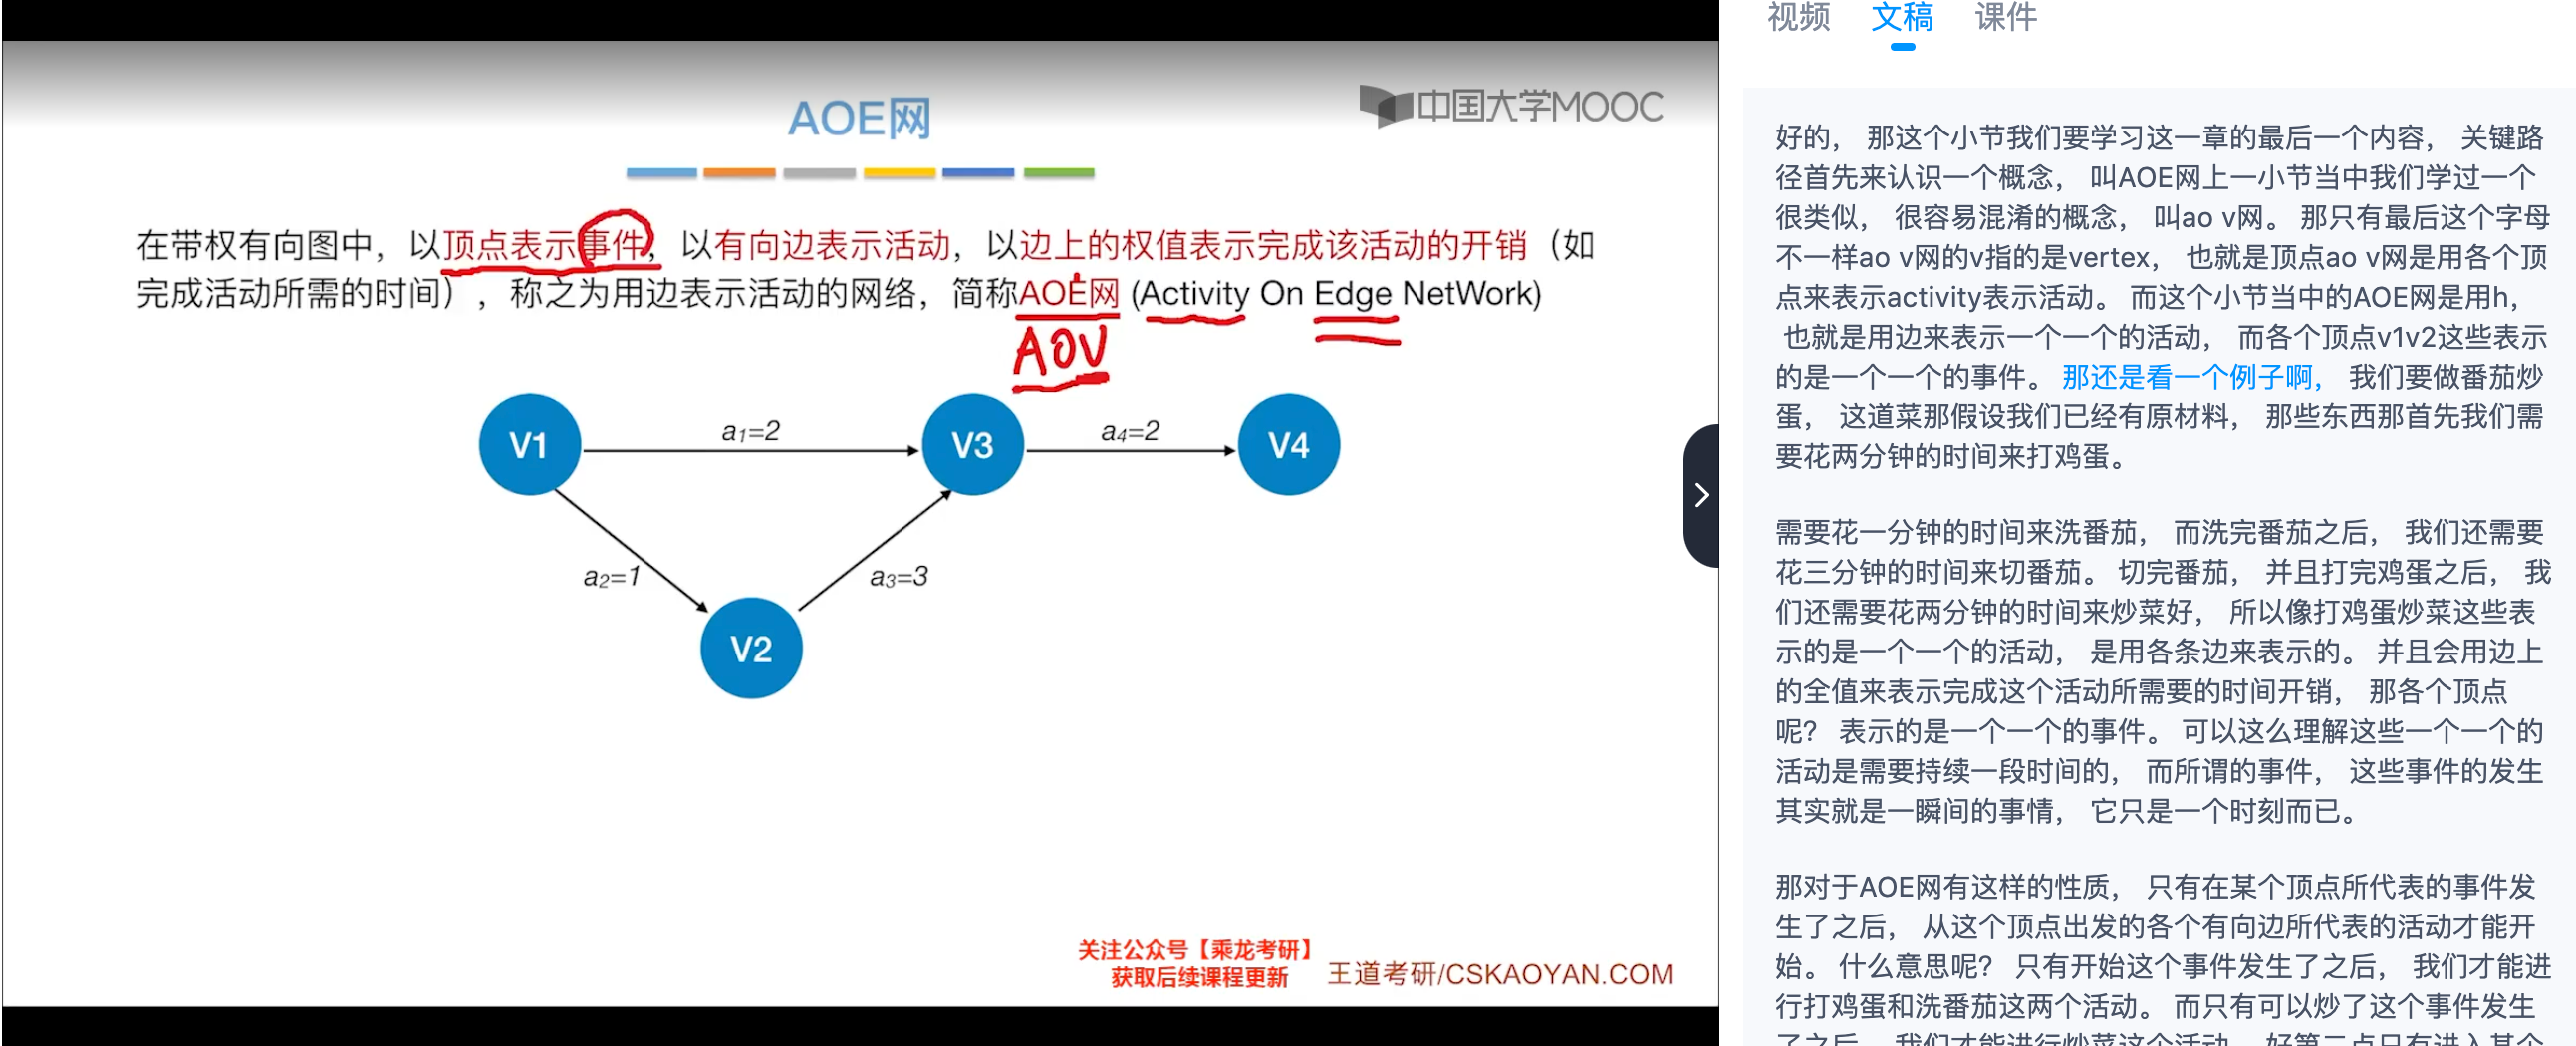 AOE网
中国大学MOOC
在带权有向图中，以顶点表示事件，以有向边表示活动，以边上的权值表示完成该活动的开销（如
完成活动所需的时间），称之为用边表示活动的网络，简称AOE网 (Activity On Edge NetWork)
AOV
V1
a1=2
V3
a4=2
V4
a2=1
a3=3
V2
关注公众号【乘龙考研】
获取后续课程更新
王道考研/CSKAOYAN.COM
视频 文稿 课件
好的， 那这个小节我们要学习这一章的最后一个内容， 关键路
径首先来认识一个概念， 叫AOE网上一小节当中我们学过一个
很类似， 很容易混淆的概念， 叫ao v网。 那只有最后这个字母
不一样ao v网的v指的是vertex， 也就是顶点ao v网是用各个顶
点来表示activity表示活动。 而这个小节当中的AOE网是用h，
也就是用边来表示一个一个的活动， 而各个顶点v1v2这些表示
的是一个一个的事件。 那还是看一个例子啊， 我们要做番茄炒
蛋， 这道菜那假设我们已经有原材料， 那些东西那首先我们需
要花两分钟的时间来打鸡蛋。
需要花一分钟的时间来洗番茄， 而洗完番茄之后， 我们还需要
花三分钟的时间来切番茄。 切完番茄， 并且打完鸡蛋之后， 我
们还需要花两分钟的时间来炒菜好， 所以像打鸡蛋炒菜这些表
示的是一个一个的活动， 是用各条边来表示的。 并且会用边上
的全值来表示完成这个活动所需要的时间开销， 那各个顶点
呢？ 表示的是一个一个的事件。 可以这么理解这些一个一个的
活动是需要持续一段时间的， 而所谓的事件， 这些事件的发生
其实就是一瞬间的事情， 它只是一个时刻而已。
那对于AOE网有这样的性质， 只有在某个顶点所代表的事件发
生了之后， 从这个顶点出发的各个有向边所代表的活动才能开
始。 什么意思呢？ 只有开始这个事件发生了之后， 我们才能进
行打鸡蛋和洗番茄这两个活动。 而只有可以炒了这个事件发生
了之后， 我们才能进行炒菜这个活动。 好第二点只有进入某个